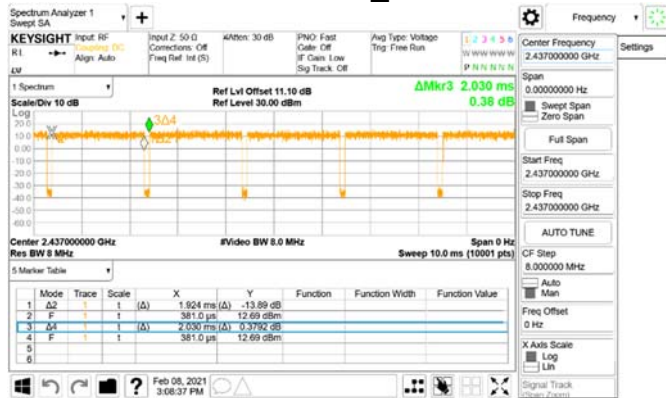 Spectrum Analyzer 1
Swept SA
Frequency
Settings
KEYSIGHT
Input: RF
Input Z: 50 Ω
#Atten: 30 dB
PNO: Fast
Avg Type: Voltage
1 2 3 4 5 6
RL
Coupling: DC
Corrections: Off
Gate: Off
Trig: Free Run
Align: Auto
Freq Ref: Int (S)
IF Gain: Low
Sig Track: Off
P N N N N N
1 Spectrum
Ref Lvl Offset 11.10 dB
ΔMkr3 2.030 ms
Scale/Div 10 dB
Ref Level 30.00 dBm
0.38 dB
Log
20.0
10.0
0.00
-10.0
-20.0
-30.0
-40.0
-50.0
-60.0
3Δ4
Center 2.437000000 GHz
#Video BW 8.0 MHz
Span 0 Hz
Res BW 8 MHz
Sweep 10.0 ms (10001 pts)
5 Marker Table
Mode Trace Scale X Y Function Function Width Function Value
1 Δ2 1 t (Δ) 1.924 ms (Δ) -13.89 dB
2 F 1 t 381.0 µs 12.69 dBm
3 Δ4 1 t (Δ) 2.030 ms (Δ) 0.3792 dB
4 F 1 t 381.0 µs 12.69 dBm
5
6
Feb 08, 2021
3:08:37 PM
Center Frequency
2.437000000 GHz
Span
0.00000000 Hz
Swept Span
Zero Span
Full Span
Start Freq
2.437000000 GHz
Stop Freq
2.437000000 GHz
AUTO TUNE
CF Step
8.000000 MHz
Auto
Man
Freq Offset
0 Hz
X Axis Scale
Log
Lin
Signal Track
(Span Zoom)